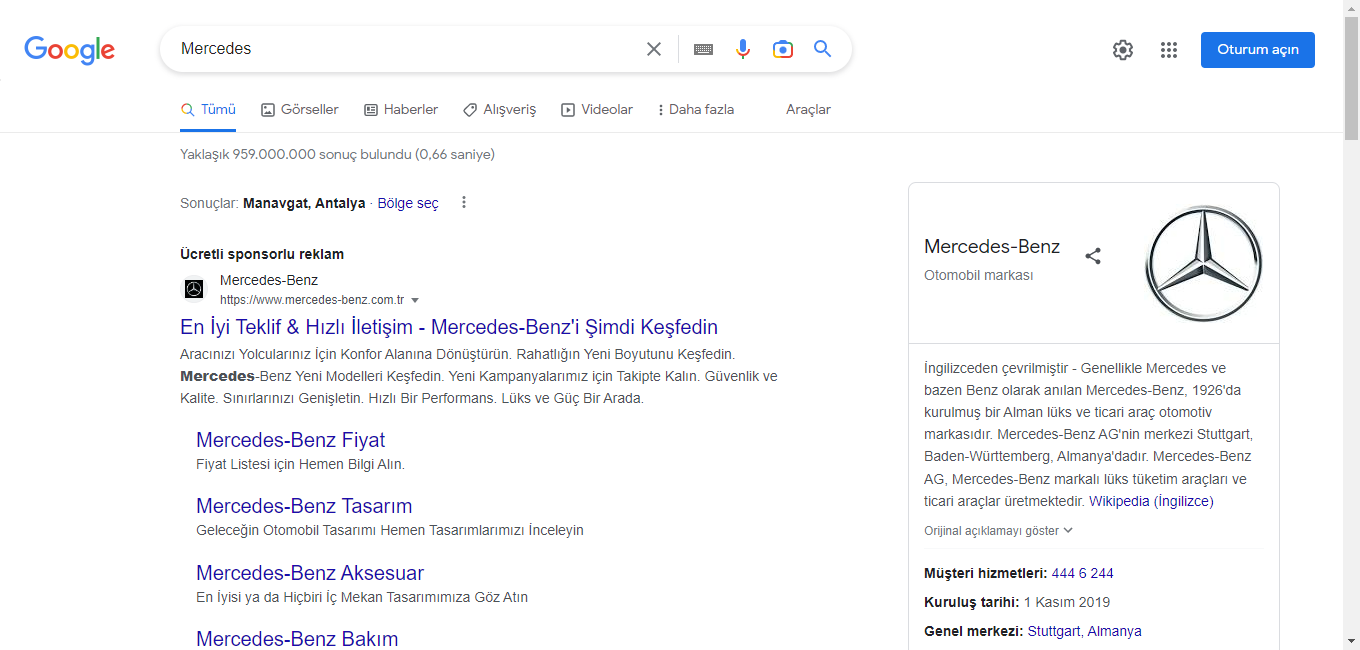 Google
Mercedes
Oturum açın
Tümü
Görseller
Haberler
Alışveriş
Videolar
Daha fazla
Araçlar
Yaklaşık 959.000.000 sonuç bulundu (0,66 saniye)
Sonuçlar: Manavgat, Antalya · Bölge seç
Ücretli sponsorlu reklam
Mercedes-Benz
https://www.mercedes-benz.com.tr
En İyi Teklif & Hızlı İletişim - Mercedes-Benz'i Şimdi Keşfedin
Aracınızı Yolcularınız İçin Konfor Alanına Dönüştürün. Rahatlığın Yeni Boyutunu Keşfedin.
Mercedes-Benz Yeni Modelleri Keşfedin. Yeni Kampanyalarımız için Takipte Kalın. Güvenlik ve
Kalite. Sınırlarınızı Genişletin. Hızlı Bir Performans. Lüks ve Güç Bir Arada.
Mercedes-Benz Fiyat
Fiyat Listesi için Hemen Bilgi Alın.
Mercedes-Benz Tasarım
Geleceğin Otomobil Tasarımı Hemen Tasarımlarımızı İnceleyin
Mercedes-Benz Aksesuar
En İyisi ya da Hiçbiri İç Mekan Tasarımımıza Göz Atın
Mercedes-Benz Bakım
Mercedes-Benz
Otomobil markası
İngilizceden çevrilmiştir - Genellikle Mercedes ve
bazen Benz olarak anılan Mercedes-Benz, 1926'da
kurulmuş bir Alman lüks ve ticari araç otomotiv
markasıdır. Mercedes-Benz AG'nin merkezi Stuttgart,
Baden-Württemberg, Almanya'dadır. Mercedes-Benz
AG, Mercedes-Benz markalı lüks tüketim araçları ve
ticari araçlar üretmektedir. Wikipedia (İngilizce)
Orijinal açıklamayı göster
Müşteri hizmetleri: 444 6 244
Kuruluş tarihi: 1 Kasım 2019
Genel merkezi: Stuttgart, Almanya